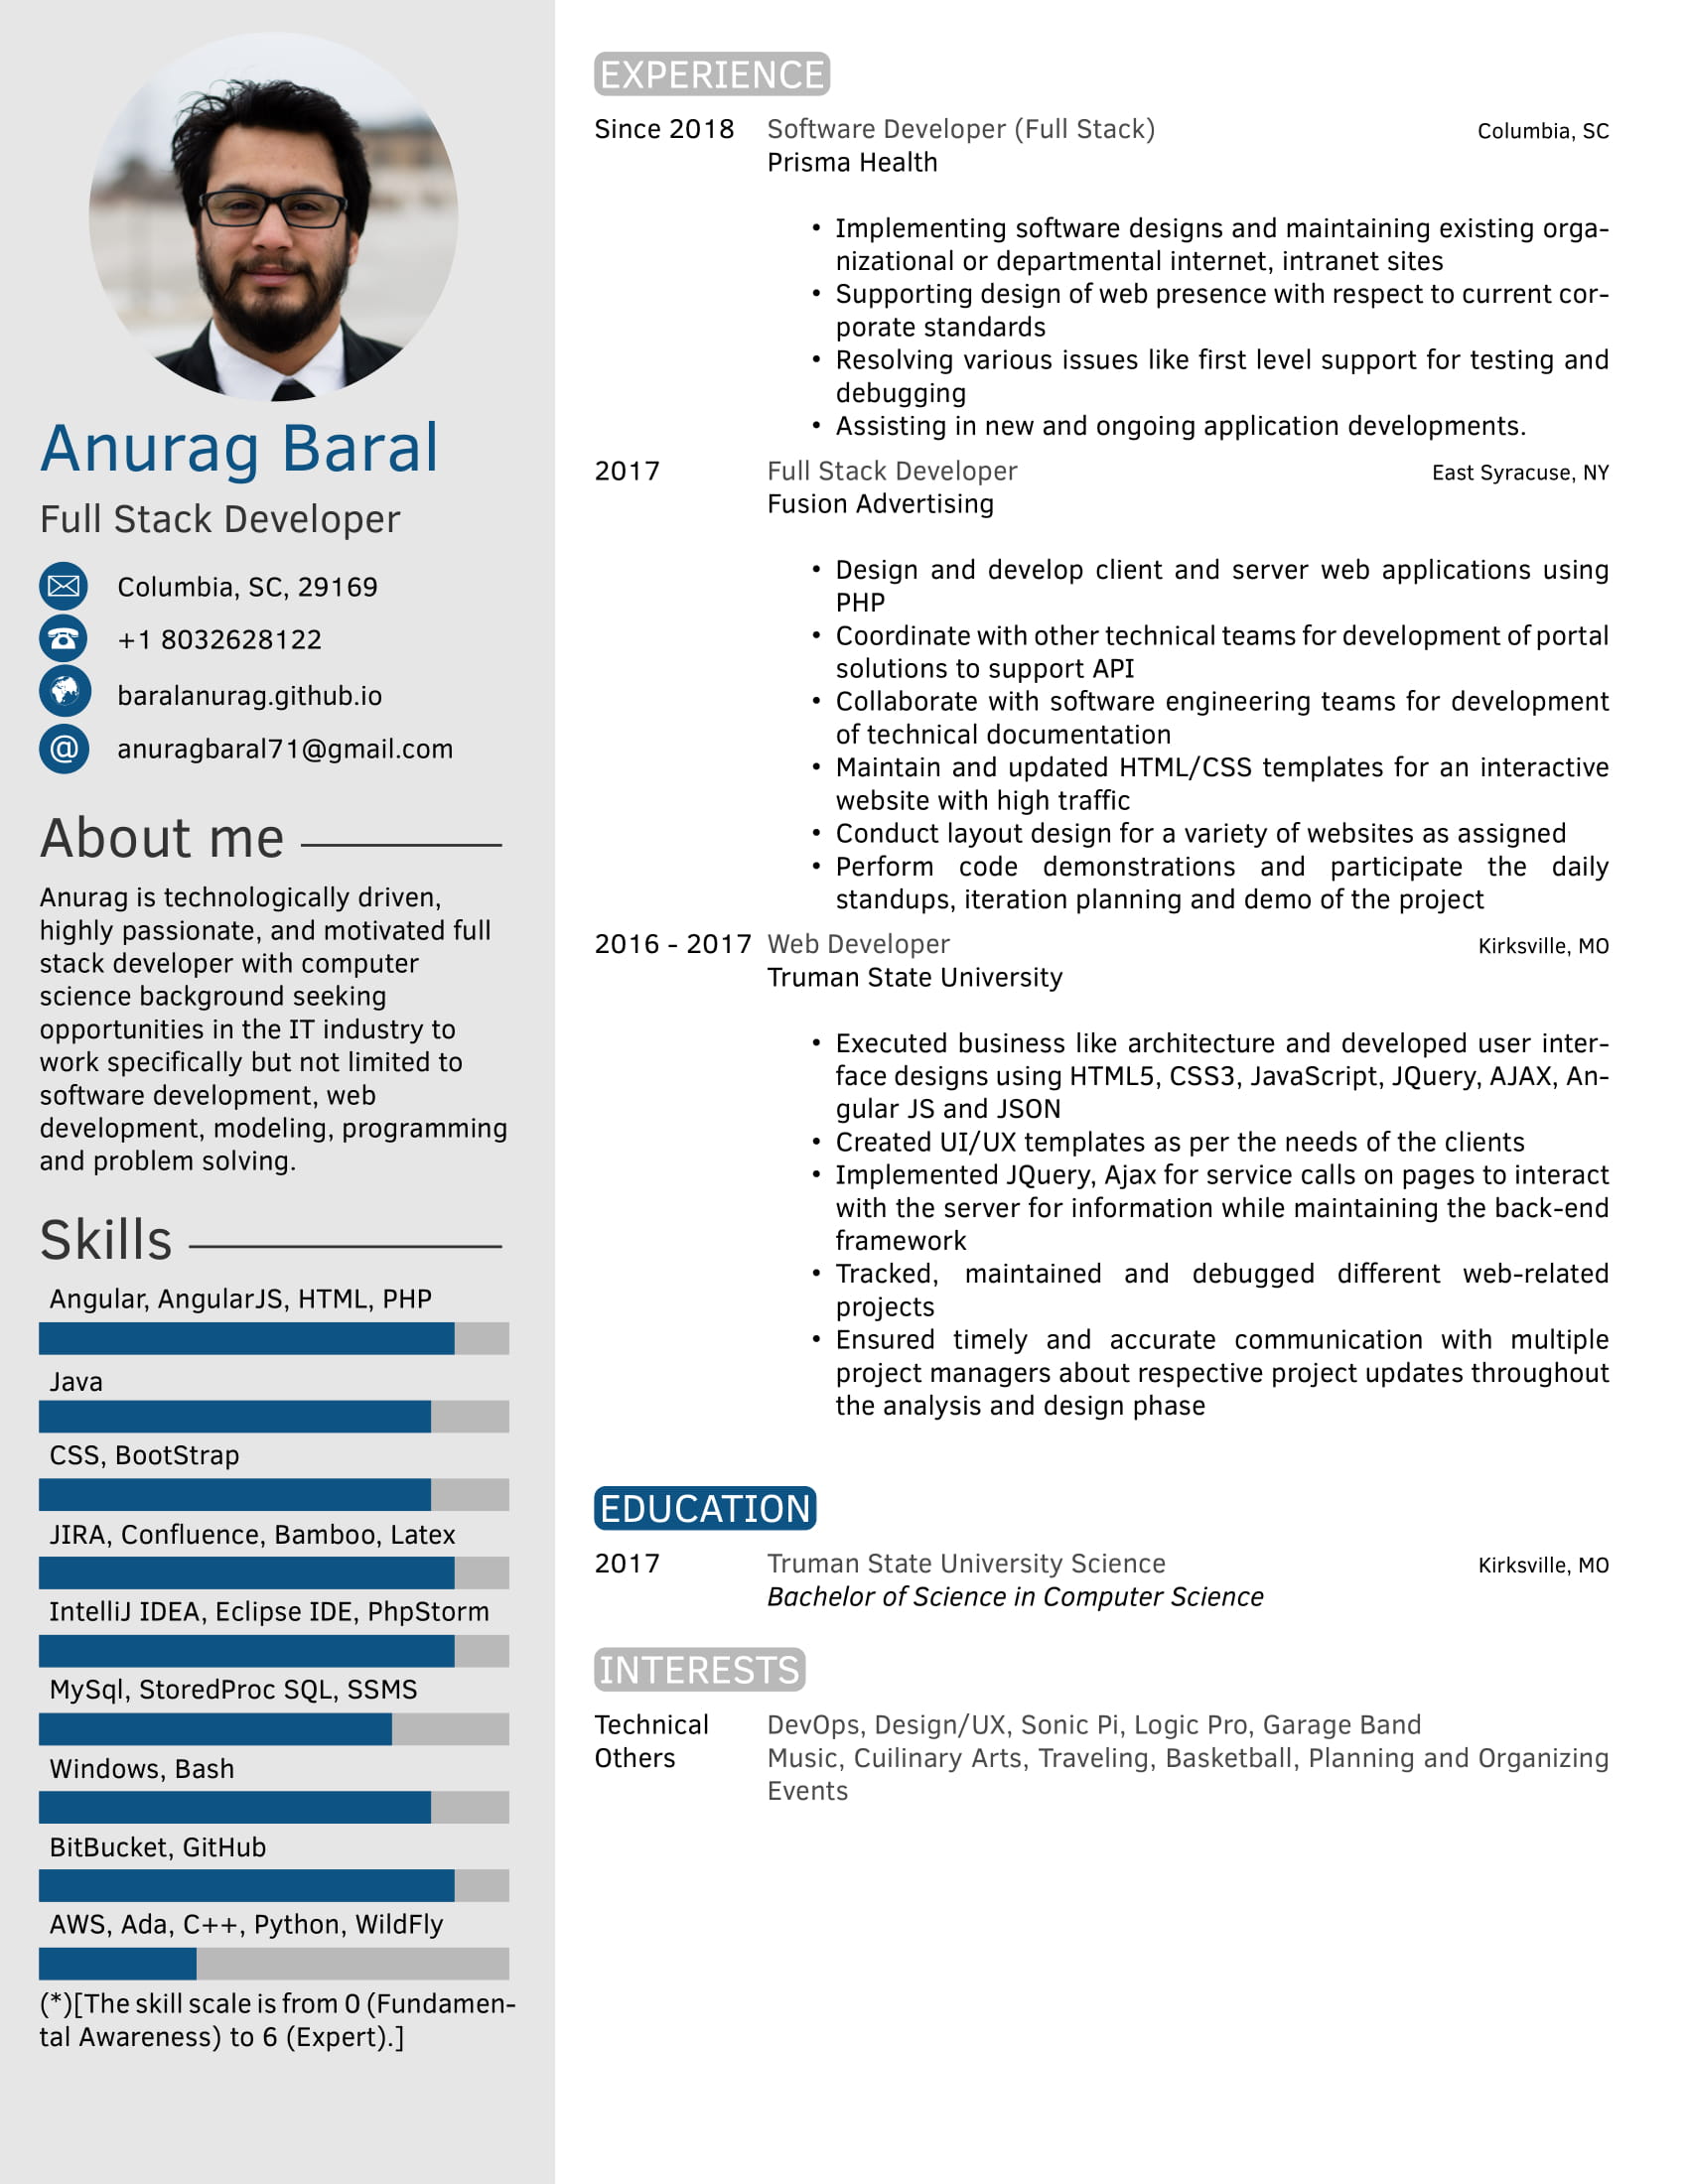 Anurag Baral
Full Stack Developer
Columbia, SC, 29169
+1 8032628122
baralanurag.github.io
@ anuragbaral71@gmail.com
About me
Anurag is technologically driven,
highly passionate, and motivated full
stack developer with computer
science background seeking
opportunities in the IT industry to
work specifically but not limited to
software development, web
development, modeling, programming
and problem solving.
Skills
Angular, AngularJS, HTML, PHP
Java
CSS, BootStrap
JIRA, Confluence, Bamboo, Latex
IntelliJ IDEA, Eclipse IDE, PhpStorm
MySql, StoredProc SQL, SSMS
Windows, Bash
BitBucket, GitHub
AWS, Ada, C++, Python, WildFly
(*)[The skill scale is from 0 (Fundamen-
tal Awareness) to 6 (Expert).]
EXPERIENCE
Since 2018 Software Developer (Full Stack) Columbia, SC
Prisma Health
• Implementing software designs and maintaining existing orga-
nizational or departmental internet, intranet sites
• Supporting design of web presence with respect to current cor-
porate standards
• Resolving various issues like first level support for testing and
debugging
• Assisting in new and ongoing application developments.
2017 Full Stack Developer East Syracuse, NY
Fusion Advertising
• Design and develop client and server web applications using
PHP
• Coordinate with other technical teams for development of portal
solutions to support API
• Collaborate with software engineering teams for development
of technical documentation
• Maintain and updated HTML/CSS templates for an interactive
website with high traffic
• Conduct layout design for a variety of websites as assigned
• Perform code demonstrations and participate the daily
standups, iteration planning and demo of the project
2016 - 2017 Web Developer Kirksville, MO
Truman State University
• Executed business like architecture and developed user inter-
face designs using HTML5, CSS3, JavaScript, JQuery, AJAX, An-
gular JS and JSON
• Created UI/UX templates as per the needs of the clients
• Implemented JQuery, Ajax for service calls on pages to interact
with the server for information while maintaining the back-end
framework
• Tracked, maintained and debugged different web-related
projects
• Ensured timely and accurate communication with multiple
project managers about respective project updates throughout
the analysis and design phase
EDUCATION
2017 Truman State University Science Kirksville, MO
Bachelor of Science in Computer Science
INTERESTS
Technical DevOps, Design/UX, Sonic Pi, Logic Pro, Garage Band
Others Music, Cuilinary Arts, Traveling, Basketball, Planning and Organizing
Events